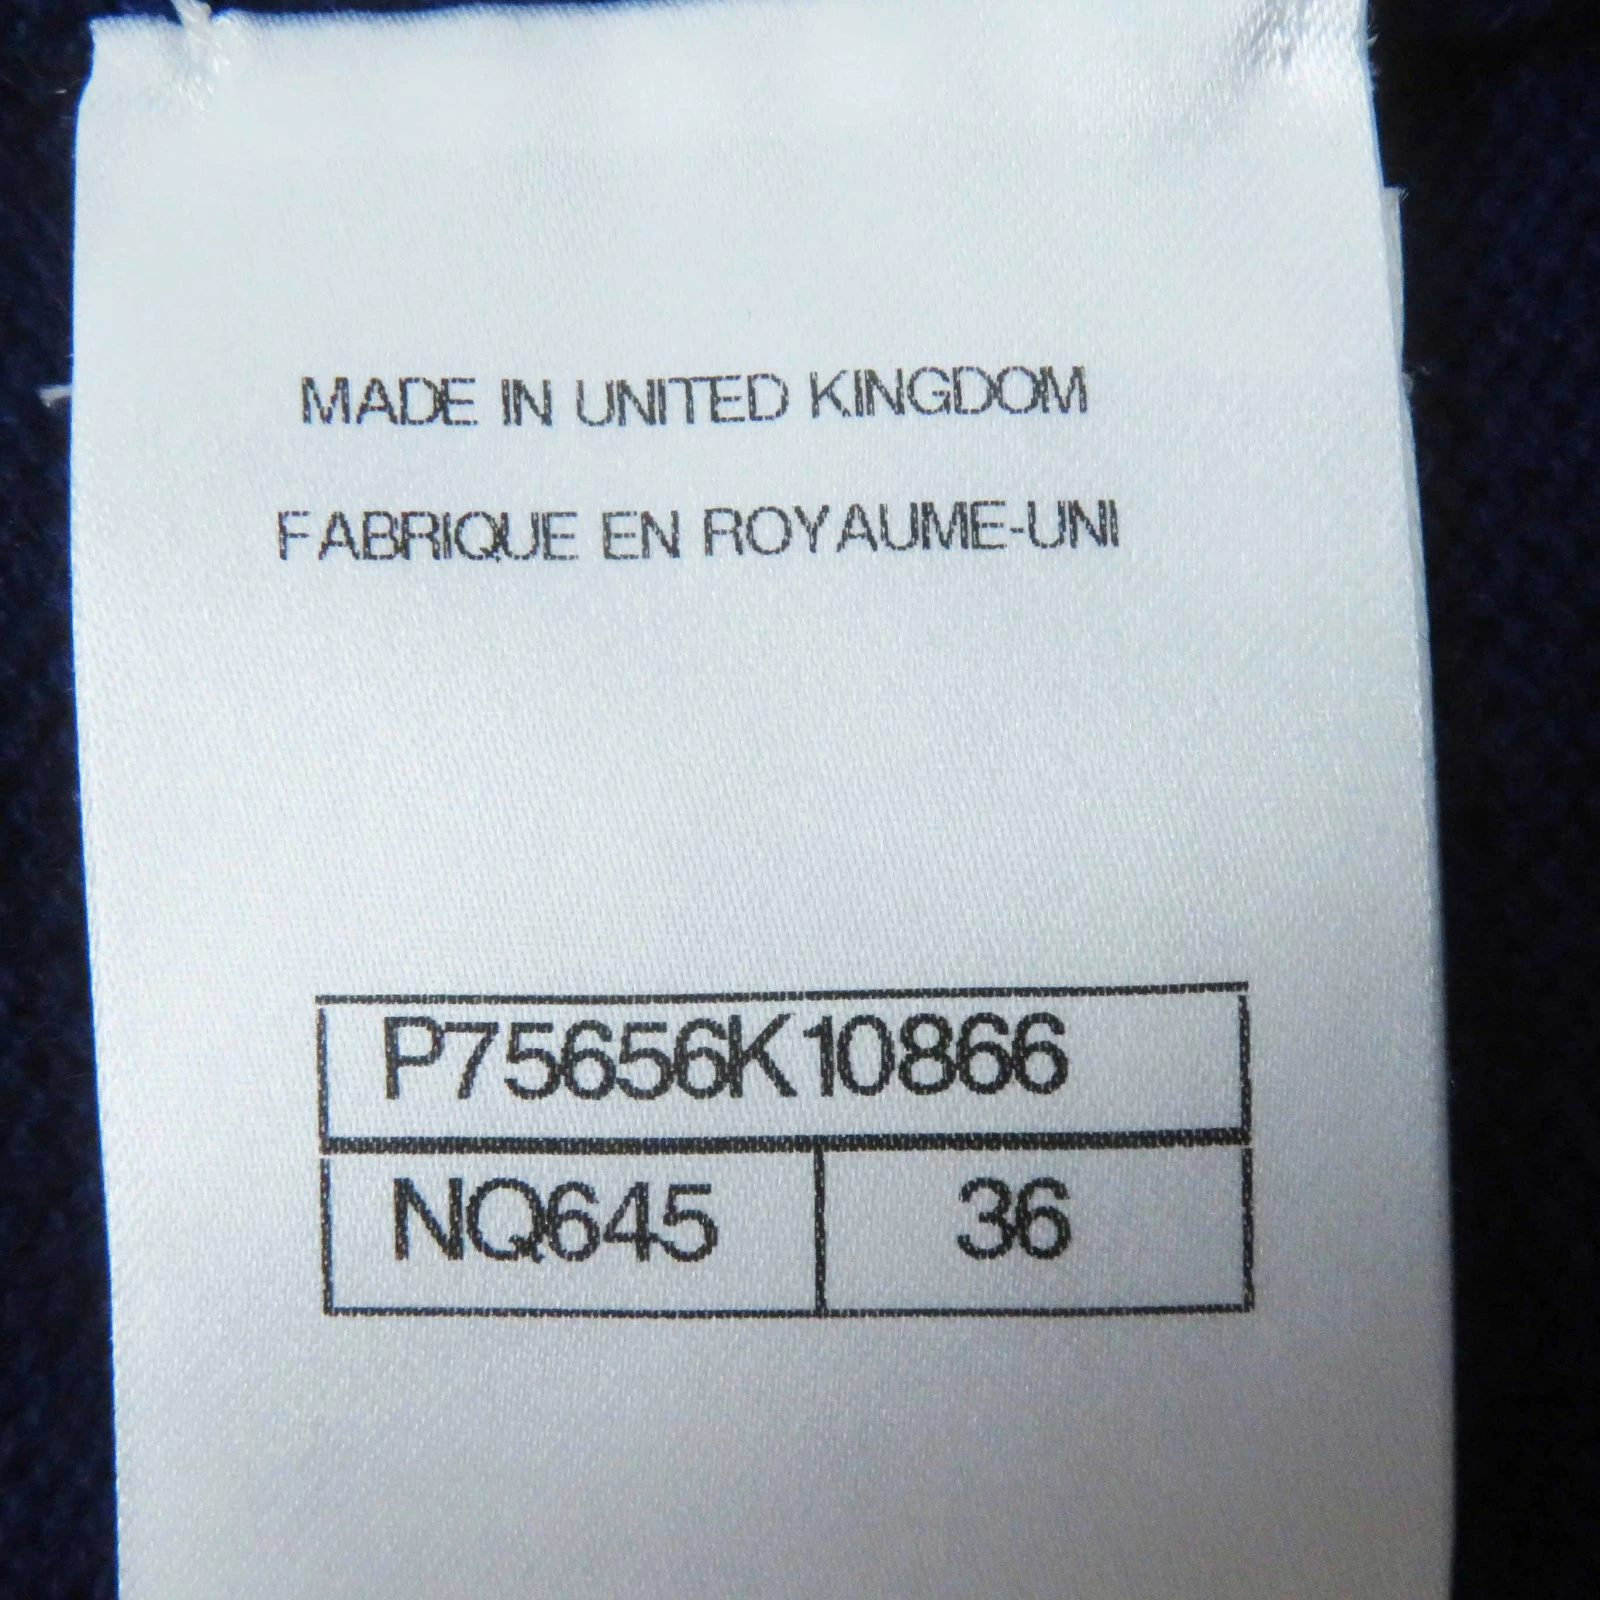 MADE IN UNITED KINGDOM
FABRIQUE EN ROYAUME-UNI
P75656K10866
NQ645 36